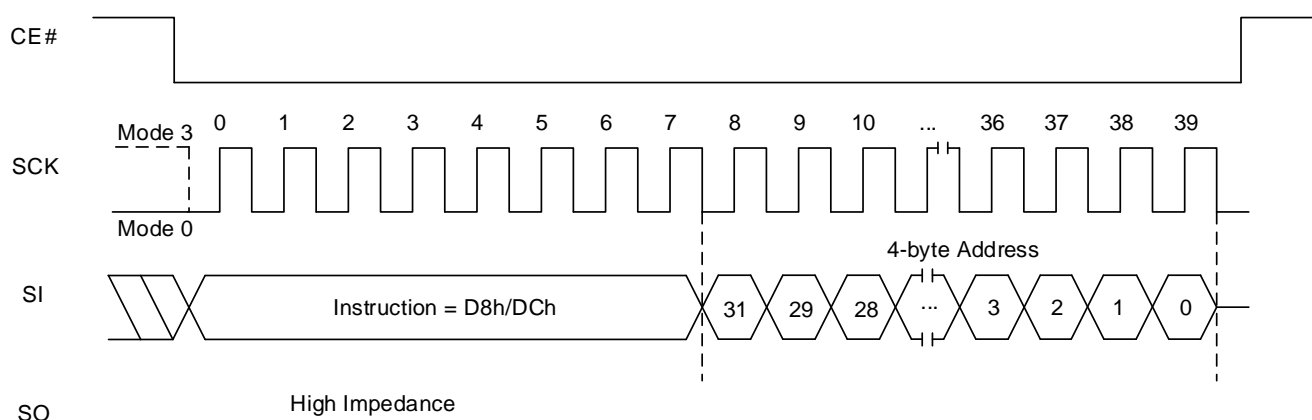 CE#
0 1 2 3 4 5 6 7 8 9 10 ... 36 37 38 39
Mode 3
SCK
Mode 0
4-byte Address
SI
Instruction = D8h/DCh
31 29 28 ... 3 2 1 0
High Impedance
SO